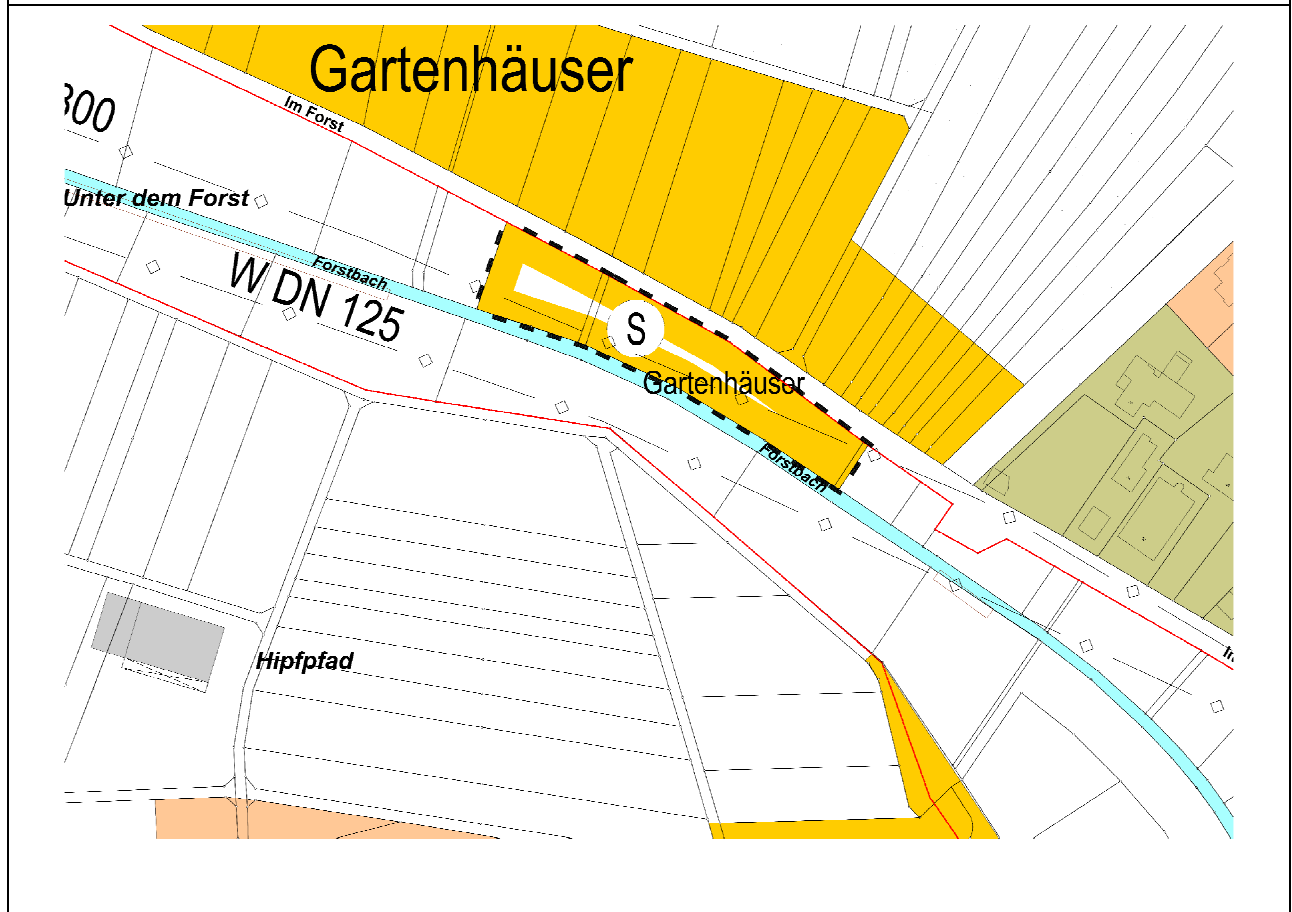 Gartenhäuser
300
Im Forst
Unter dem Forst
Forstbach
W DN 125
S
Gartenhäuser
Forstbach
Hipfpfad